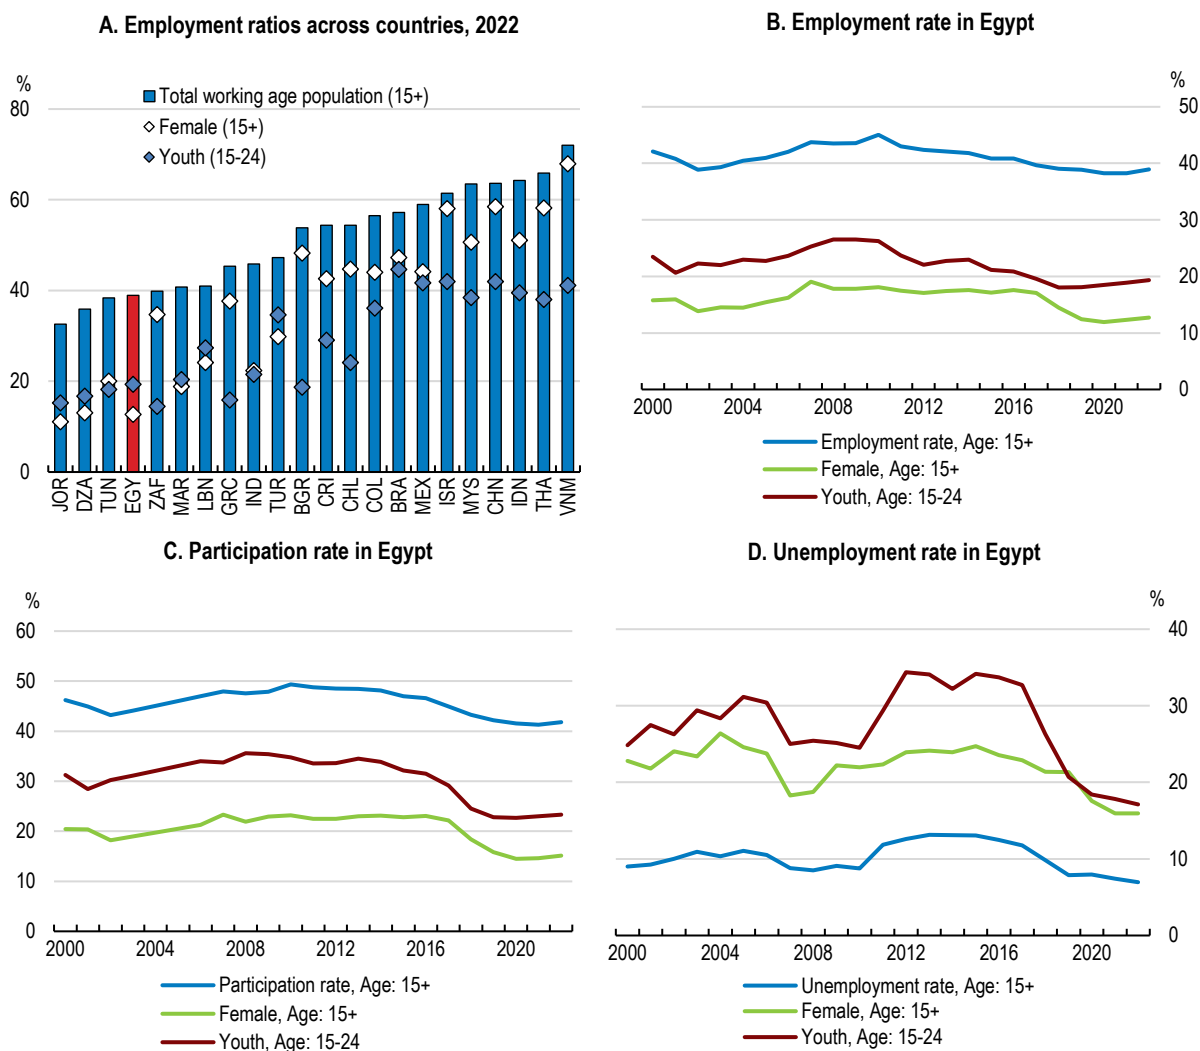 A. Employment ratios across countries, 2022
%
80
60
40
20
0
Total working age population (15+)
Female (15+)
Youth (15-24)
JOR
DZA
TUN
EGY
ZAF
MAR
LBN
GRC
IND
TUR
BGR
CRI
CHL
COL
BRA
MEX
ISR
MYS
CHN
IDN
THA
VNM
B. Employment rate in Egypt
%
50
40
30
20
10
0
2000 2004 2008 2012 2016 2020
Employment rate, Age: 15+
Female, Age: 15+
Youth, Age: 15-24
C. Participation rate in Egypt
%
60
50
40
30
20
10
0
2000 2004 2008 2012 2016 2020
Participation rate, Age: 15+
Female, Age: 15+
Youth, Age: 15-24
D. Unemployment rate in Egypt
%
40
30
20
10
0
2000 2004 2008 2012 2016 2020
Unemployment rate, Age: 15+
Female, Age: 15+
Youth, Age: 15-24